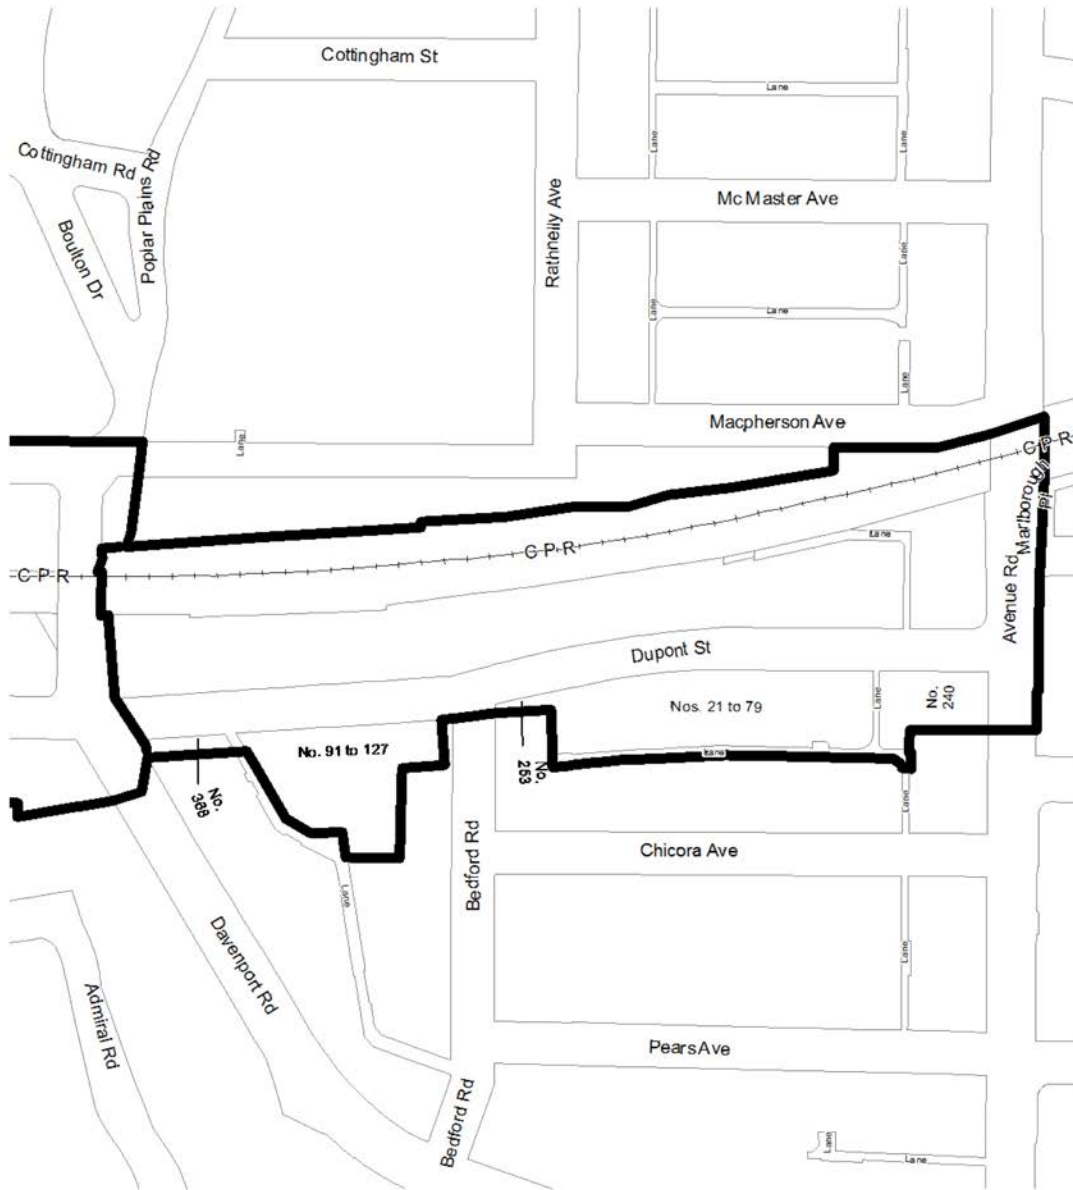 Cottingham St
Lane
Cottingham Rd
Poplar Plains Rd
Lane
Lane
Boulton Dr
Rathnelly Ave
McMaster Ave
Lane
Lane
Lane
Lane
Macpherson Ave
Lane
C P R
Marlborough Pl
C P R
C P R
Lane
Avenue Rd
Dupont St
Nos. 21 to 79
Lane
No.
240
No. 91 to 127
Lane
No.
368
No.
253
Lane
Chicora Ave
Bedford Rd
Lane
Davenport Rd
Lane
Admiral Rd
Pears Ave
Bedford Rd
Lane
Lane